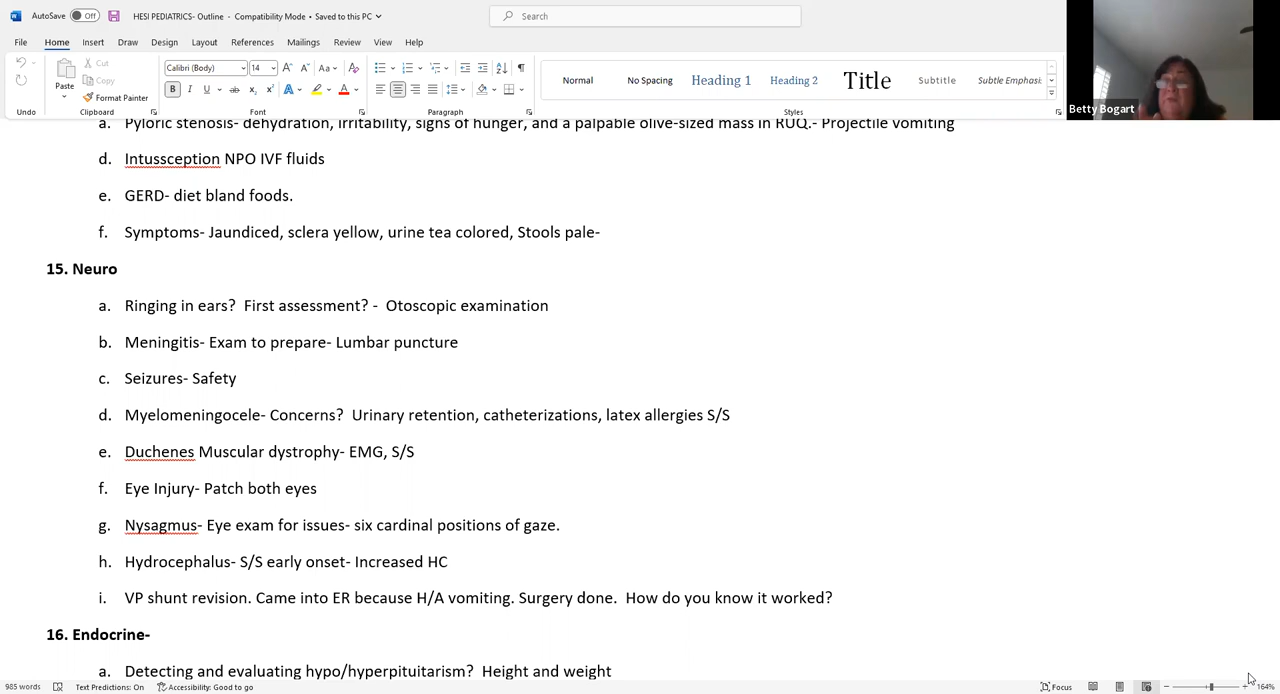 AutoSave Off HESI PEDIATRICS- Outline - Compatibility Mode • Saved to this PC Search
File Home Insert Draw Design Layout References Mailings Review View Help
Paste Cut Copy Format Painter Calibri (Body) 14 Aa Normal No Spacing Heading 1 Heading 2 Title Subtitle Subtle Emphasi
Undo Clipboard Font Paragraph Styles
Betty Bogart
a. Pyloric stenosis- dehydration, irritability, signs of hunger, and a palpable olive-sized mass in RUQ.- Projectile vomiting
d. Intussception NPO IVF fluids
e. GERD- diet bland foods.
f. Symptoms- Jaundiced, sclera yellow, urine tea colored, Stools pale-
15. Neuro
a. Ringing in ears? First assessment? - Otoscopic examination
b. Meningitis- Exam to prepare- Lumbar puncture
c. Seizures- Safety
d. Myelomeningocele- Concerns? Urinary retention, catheterizations, latex allergies S/S
e. Duchenes Muscular dystrophy- EMG, S/S
f. Eye Injury- Patch both eyes
g. Nysagmus- Eye exam for issues- six cardinal positions of gaze.
h. Hydrocephalus- S/S early onset- Increased HC
i. VP shunt revision. Came into ER because H/A vomiting. Surgery done. How do you know it worked?
16. Endocrine-
a. Detecting and evaluating hypo/hyperpituitarism? Height and weight
985 words Text Predictions: On Accessibility: Good to go Focus 164%